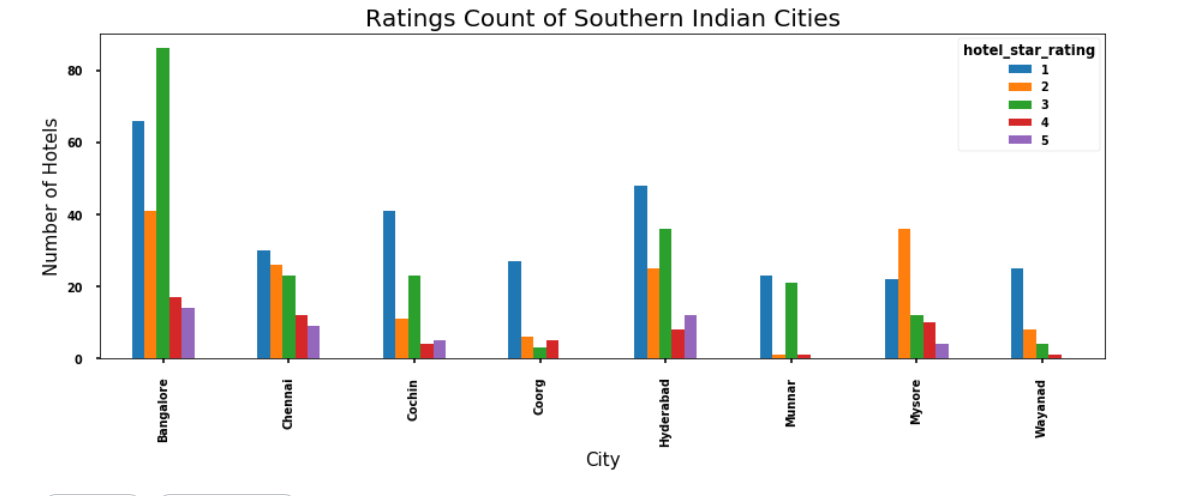 Ratings Count of Southern Indian Cities
hotel_star_rating
1
2
3
4
5
Number of Hotels
80
60
40
20
0
Bangalore
Chennai
Cochin
Coorg
Hyderabad
Munnar
Mysore
Wayanad
City